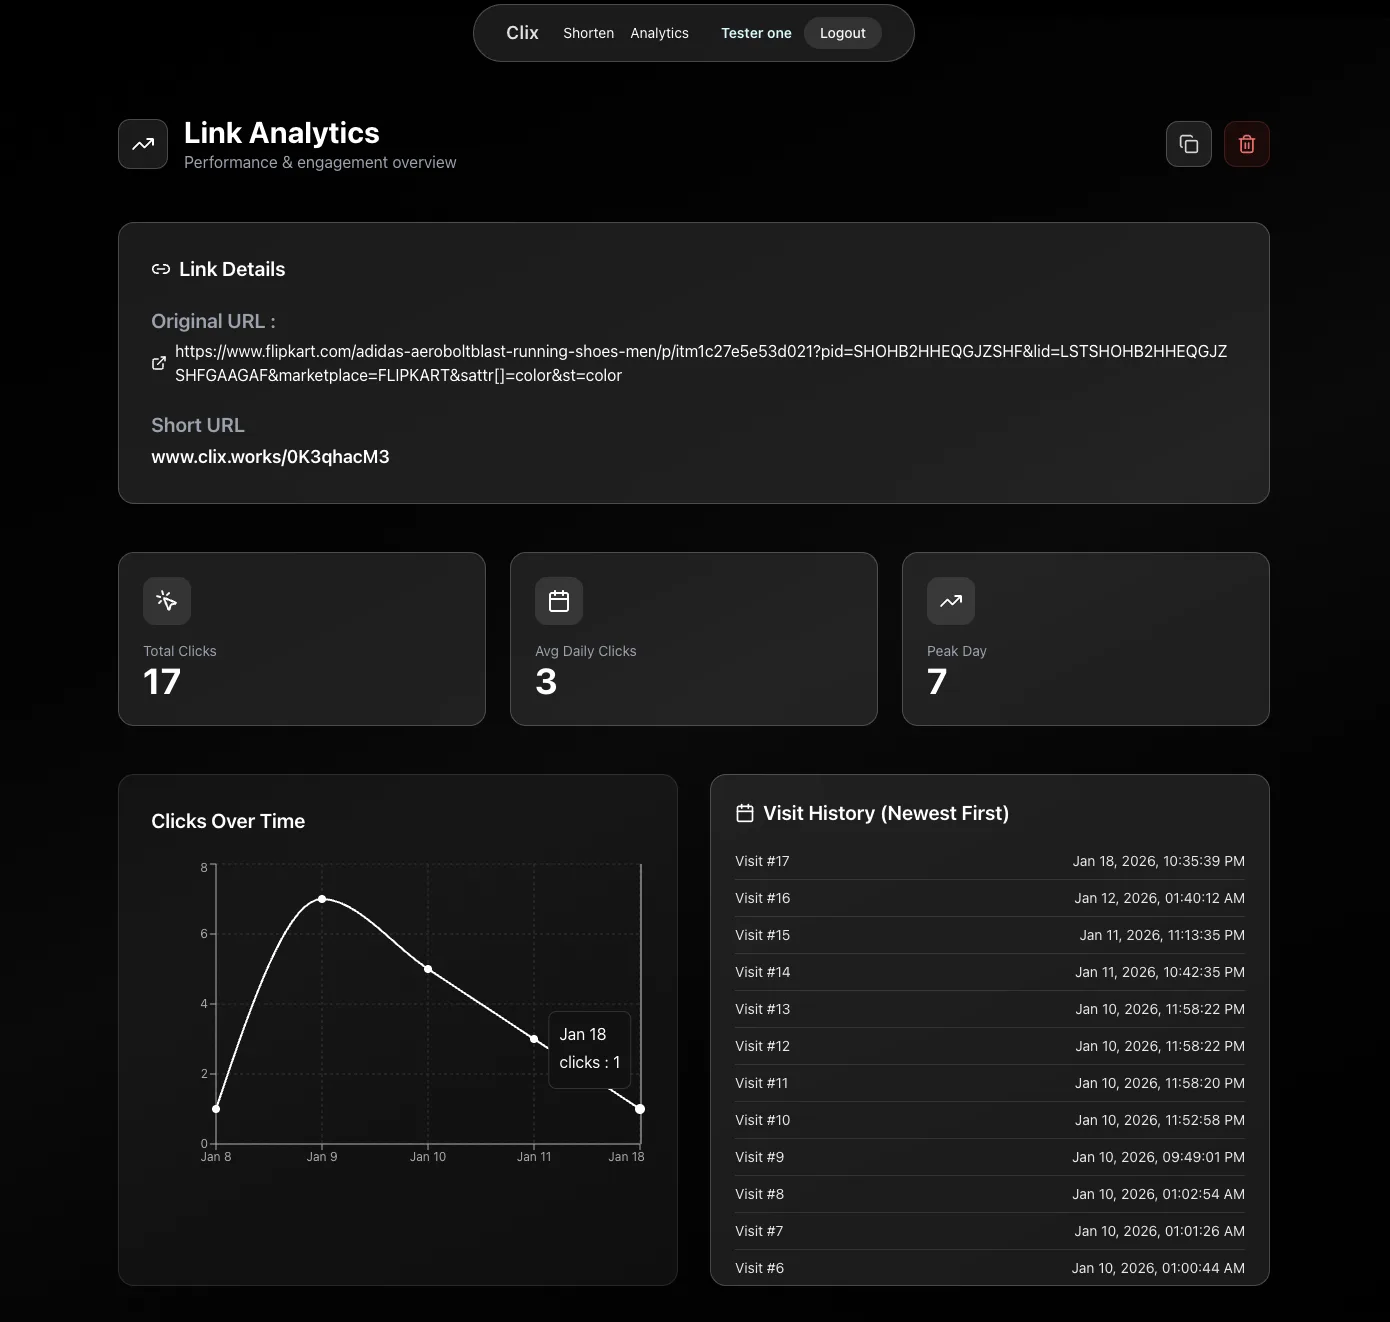 Clix Shorten Analytics Tester one Logout
Link Analytics
Performance & engagement overview
Link Details
Original URL :
https://www.flipkart.com/adidas-aeroboltblast-running-shoes-men/p/itm1c27e5e53d021?pid=SHOHB2HHEQGJZSHF&lid=LSTSHOHB2HHEQGJZ
SHFGAAGAF&marketplace=FLIPKART&sattr[]=color&st=color
Short URL
www.clix.works/0K3qhacM3
Total Clicks
17
Avg Daily Clicks
3
Peak Day
7
Clicks Over Time
8
6
4
2
0
Jan 8 Jan 9 Jan 10 Jan 11 Jan 18
Jan 18
clicks : 1
Visit History (Newest First)
Visit #17 Jan 18, 2026, 10:35:39 PM
Visit #16 Jan 12, 2026, 01:40:12 AM
Visit #15 Jan 11, 2026, 11:13:35 PM
Visit #14 Jan 11, 2026, 10:42:35 PM
Visit #13 Jan 10, 2026, 11:58:22 PM
Visit #12 Jan 10, 2026, 11:58:22 PM
Visit #11 Jan 10, 2026, 11:58:20 PM
Visit #10 Jan 10, 2026, 11:52:58 PM
Visit #9 Jan 10, 2026, 09:49:01 PM
Visit #8 Jan 10, 2026, 01:02:54 AM
Visit #7 Jan 10, 2026, 01:01:26 AM
Visit #6 Jan 10, 2026, 01:00:44 AM